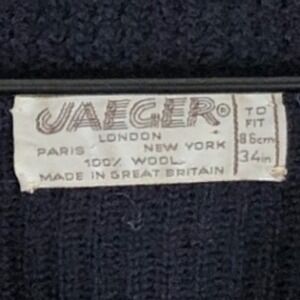 JAEGER®
LONDON
PARIS NEW YORK
100% WOOL
MADE IN GREAT BRITAIN
TO
FIT
86cm
34in